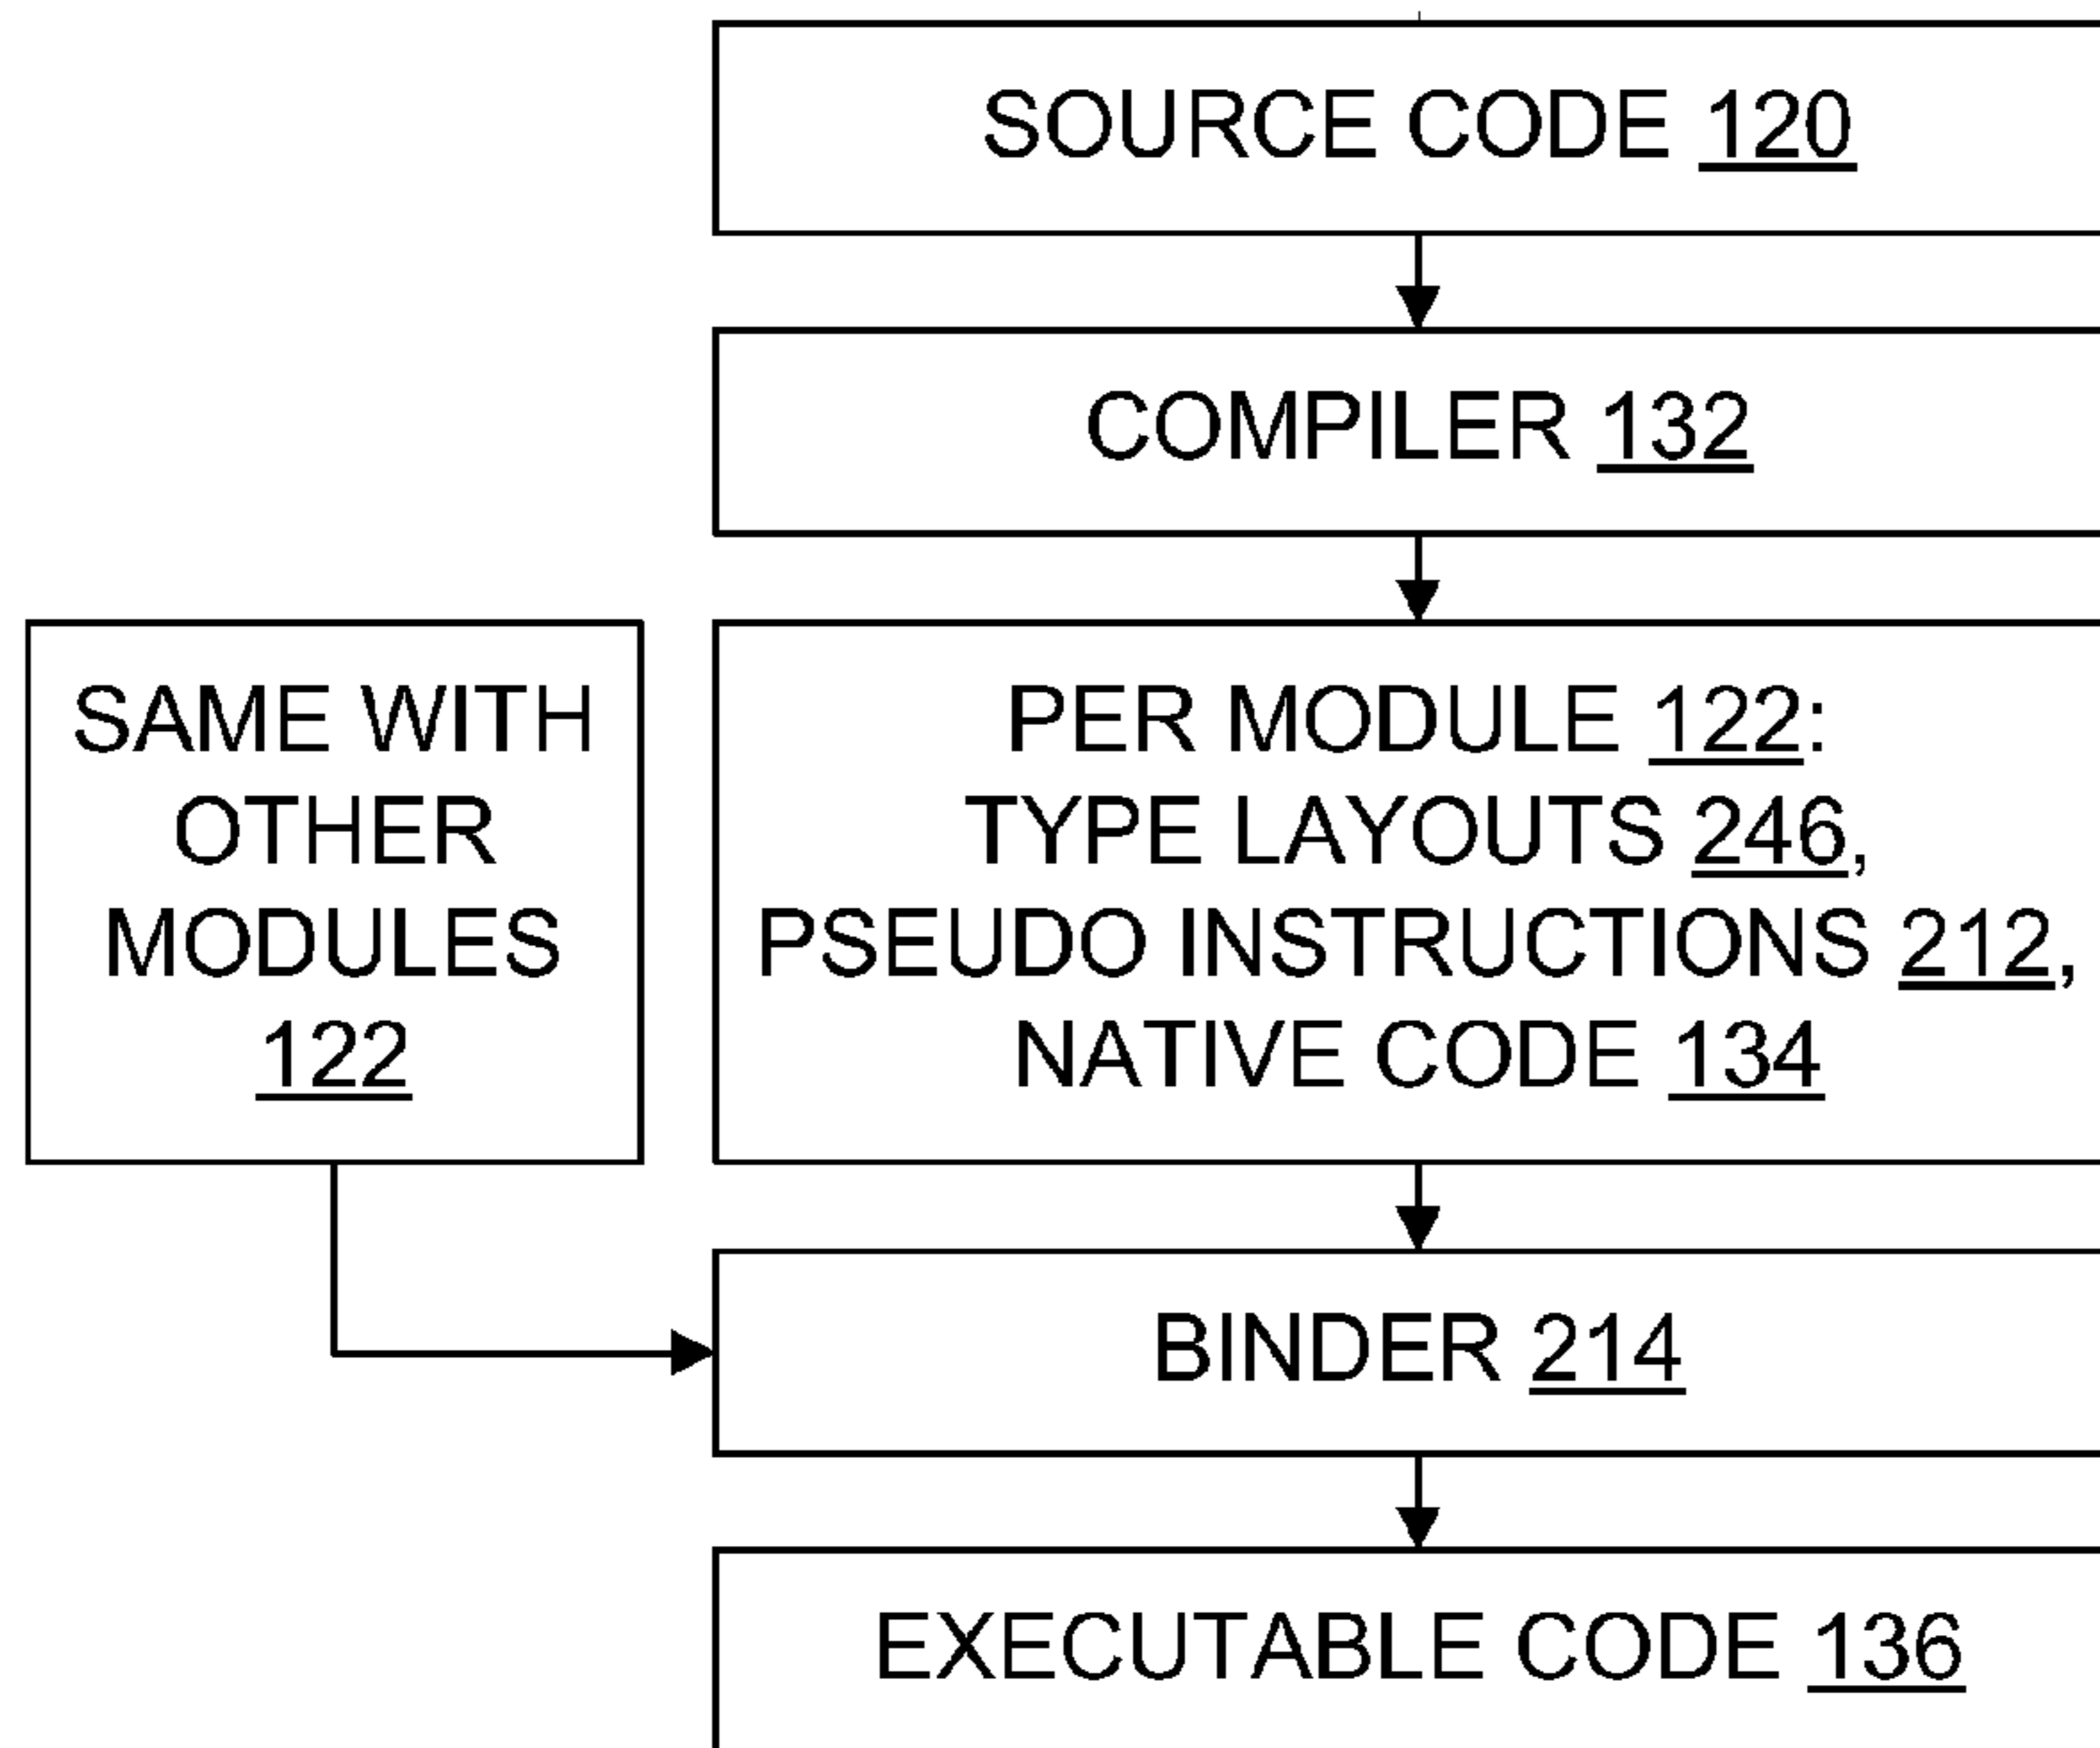 SOURCE CODE 120
COMPILER 132
SAME WITH
OTHER
MODULES
122
PER MODULE 122:
TYPE LAYOUTS 246,
PSEUDO INSTRUCTIONS 212,
NATIVE CODE 134
BINDER 214
EXECUTABLE CODE 136